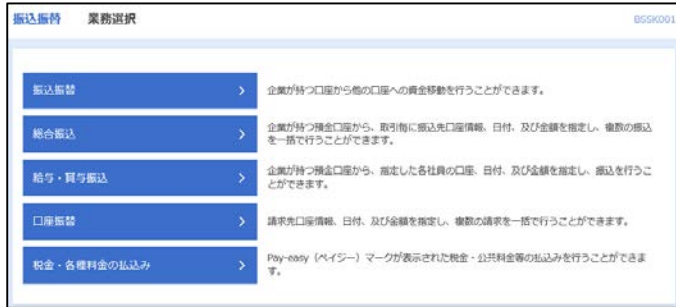 振込振替 業務選択 BSSK001
振込振替
企業が持つ口座から他の口座への資金移動を行うことができます。
総合振込
企業が持つ預金口座から、取引毎に振込先口座情報、日付、及び金額を指定し、複数の振込
を一括で行うことができます。
給与・賞与振込
企業が持つ預金口座から、指定した各社員の口座、日付、及び金額を指定し、振込を行うこ
とができます。
口座振替
請求先口座情報、日付、及び金額を指定し、複数の請求を一括で行うことができます。
税金・各種料金の払込み
Pay-easy（ペイジー）マークが表示された税金・公共料金等の払込みを行うことができま
す。